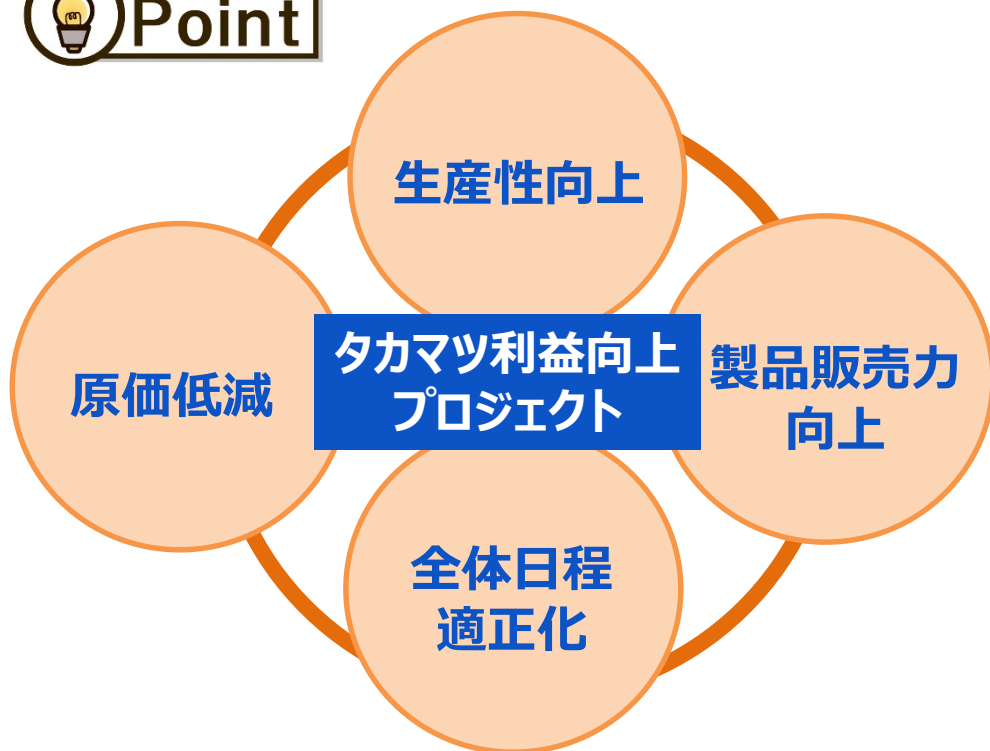 Point
生産性向上
タカマツ利益向上
プロジェクト
原価低減
製品販売力
向上
全体日程
適正化